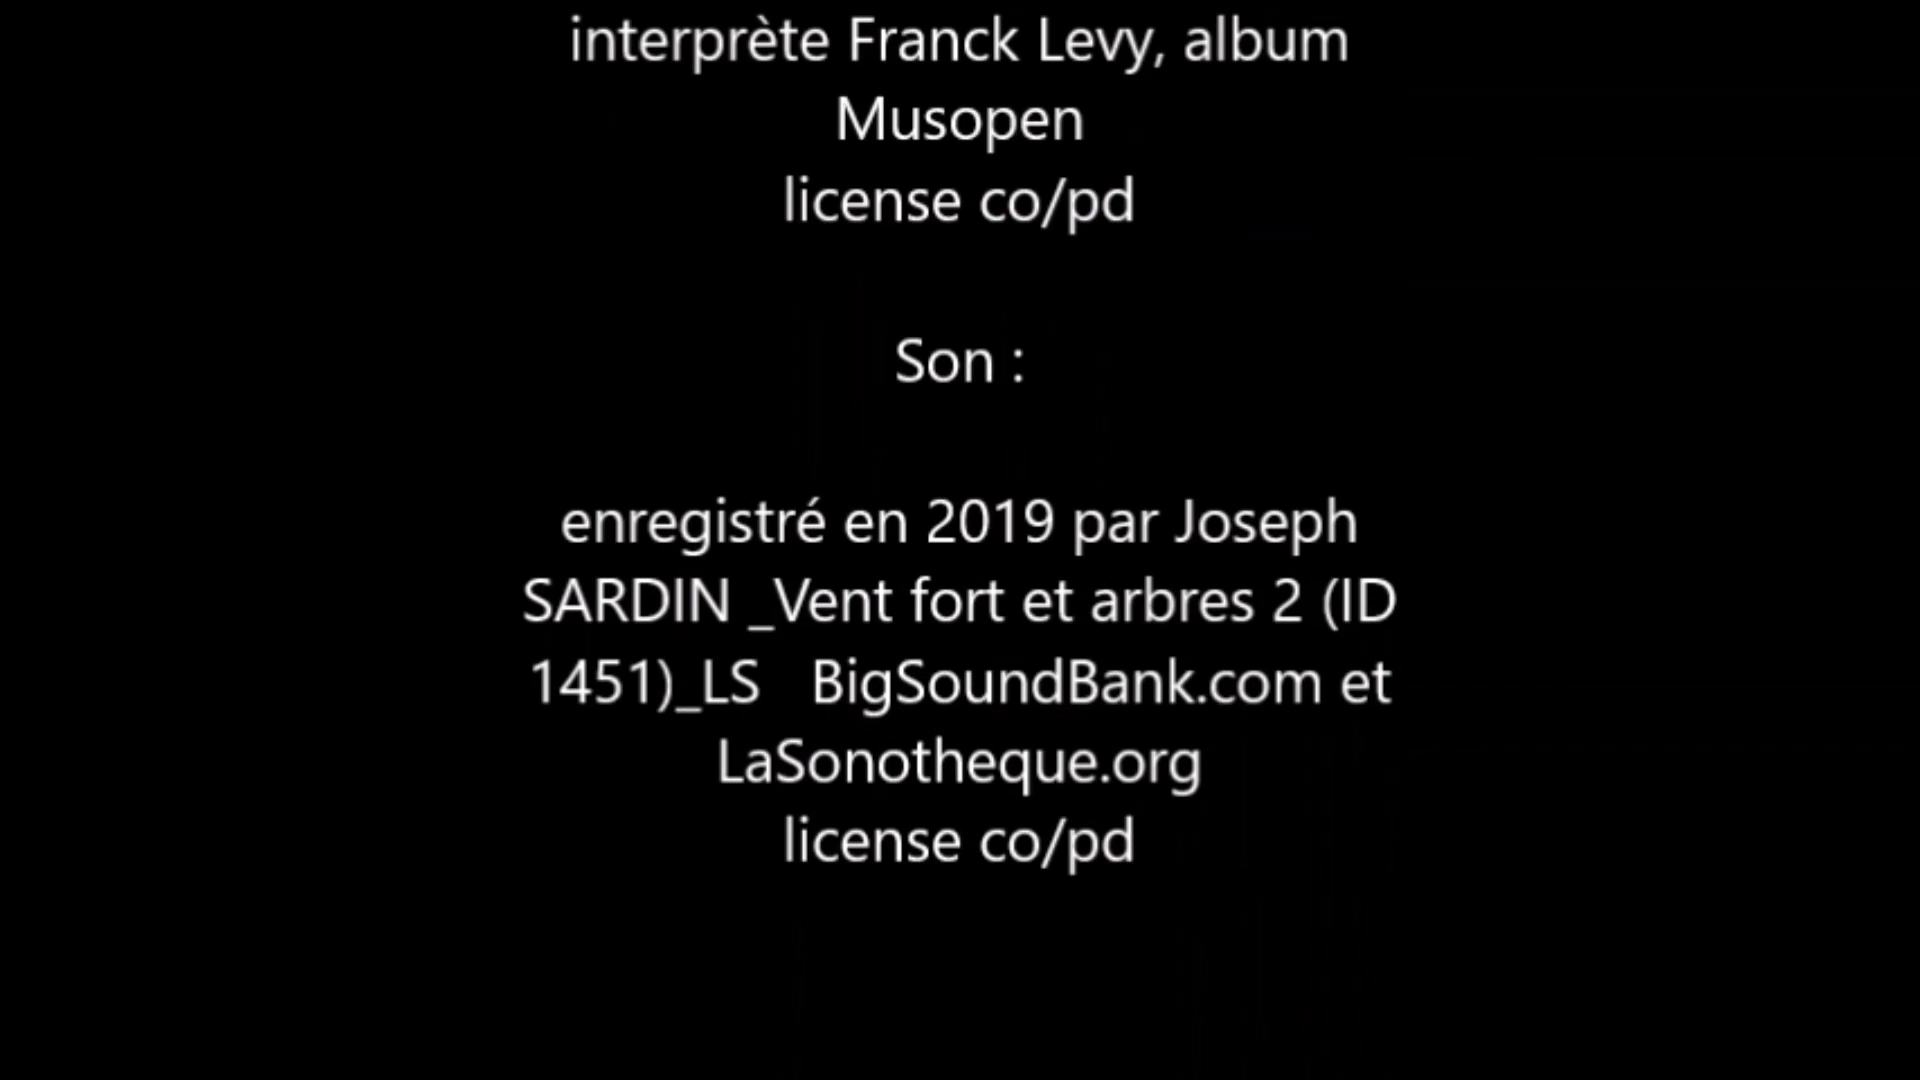 interprète Franck Levy, album
Musopen
license co/pd
Son :
enregistré en 2019 par Joseph
SARDIN _Vent fort et arbres 2 (ID
1451)_LS   BigSoundBank.com et
LaSonotheque.org
license co/pd